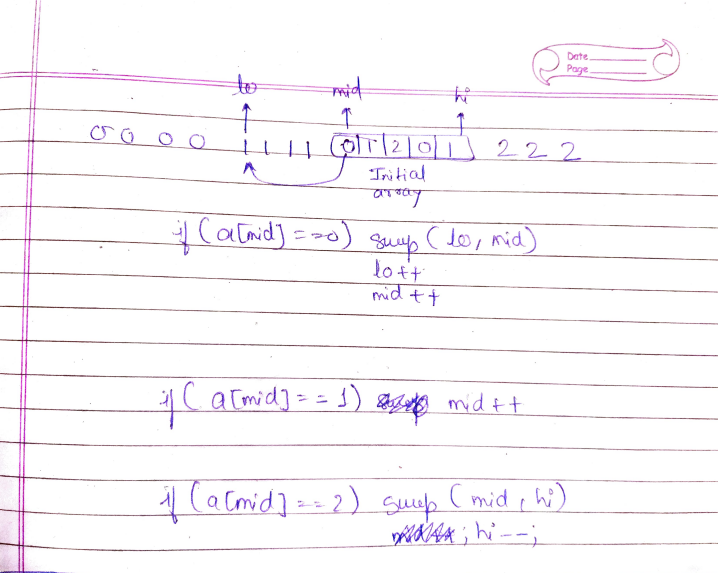 Date
Page
lo mid hi
0 0 0 0 1 1 1 1 0 1 2 0 1 2 2 2
Initial
array
if (a[mid] == 0) swap (lo, mid)
lo++
mid ++
if (a[mid] == 1) mid ++
if (a[mid] == 2) swap (mid, hi)
; hi --;